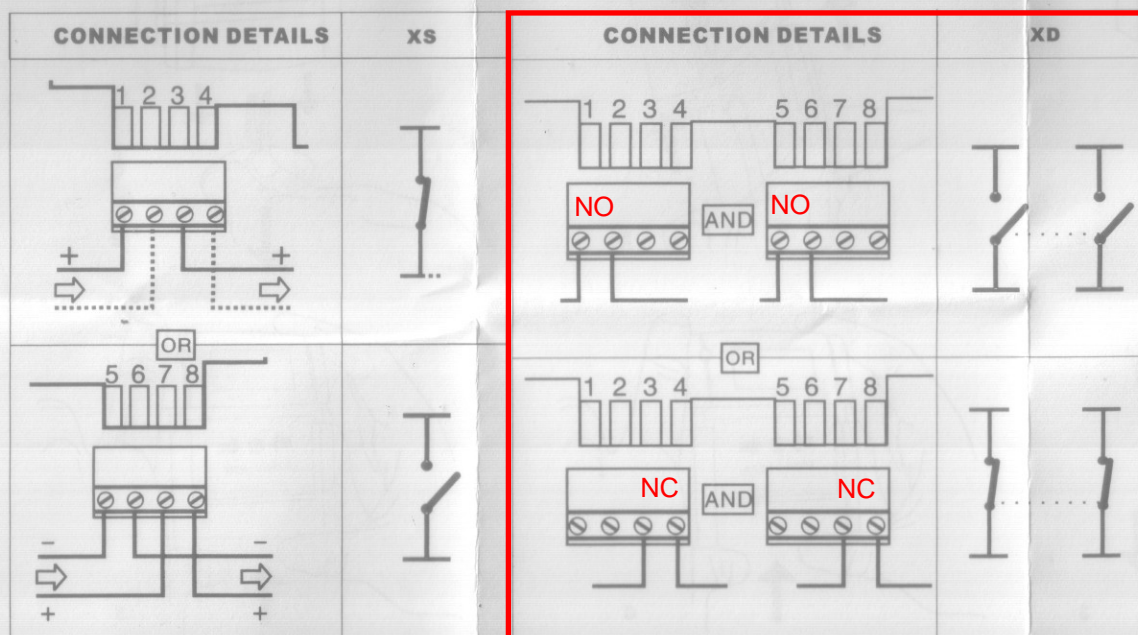 CONNECTION DETAILS XS
1 2 3 4
+ +
OR
5 6 7 8
− −
+ +
CONNECTION DETAILS XD
1 2 3 4 5 6 7 8
NO AND NO
OR
1 2 3 4 5 6 7 8
NC AND NC